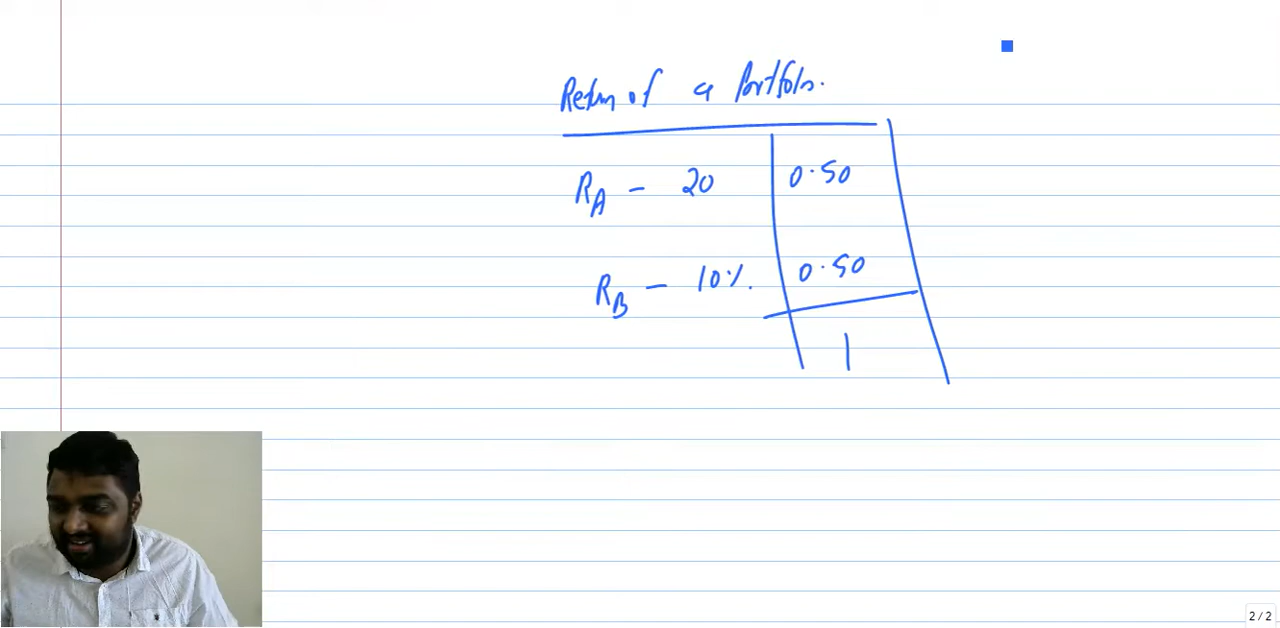 Return of a Portfolio.
RA - 20 0.50
RB - 10%. 0.50
1
2 / 2